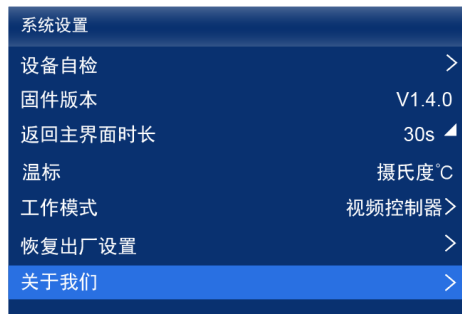 系统设置
设备自检 >
固件版本 V1.4.0
返回主界面时长 30s
温标 摄氏度℃
工作模式 视频控制器>
恢复出厂设置 >
关于我们 >